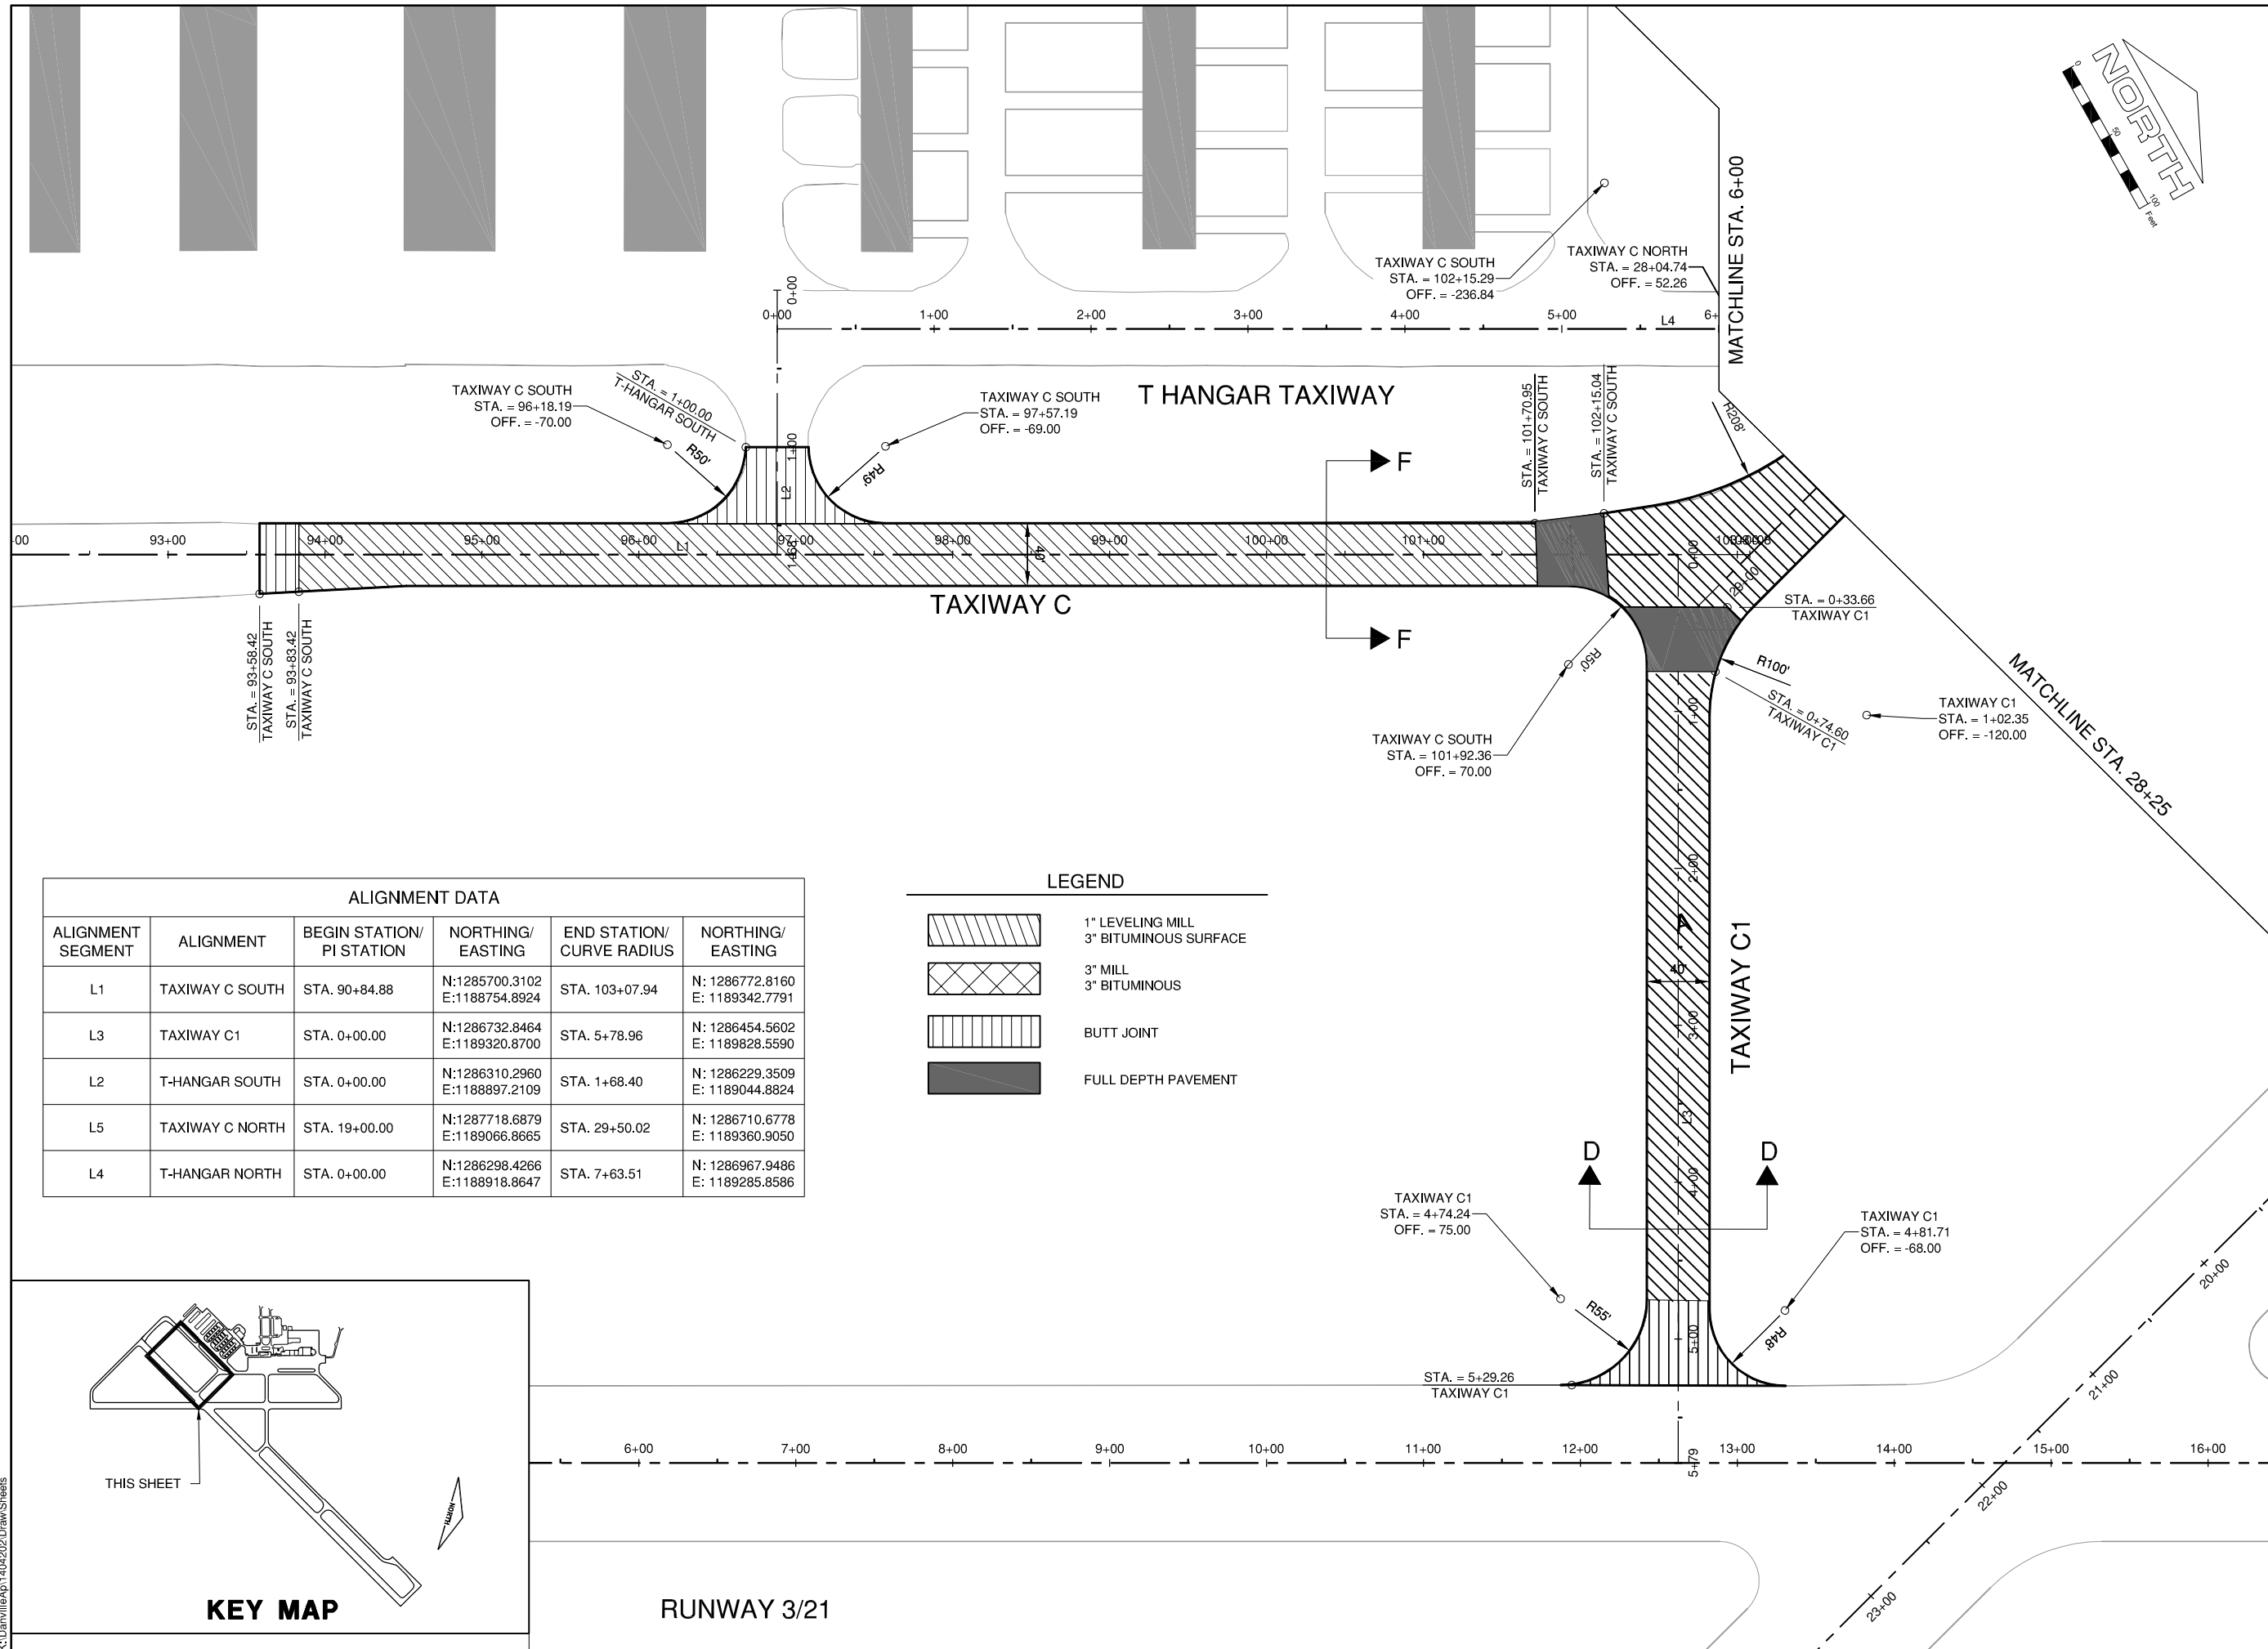 NORTH
0
50
100
Feet
MATCHLINE STA. 6+00
TAXIWAY C SOUTH
STA. = 102+15.29
OFF. = -236.84
TAXIWAY C NORTH
STA. = 28+04.74
OFF. = 52.26
0+00
0+00
1+00
2+00
3+00
4+00
5+00
6+
L4
T HANGAR TAXIWAY
TAXIWAY C SOUTH
STA. = 96+18.19
OFF. = -70.00
STA. = 1+00.00
T-HANGAR SOUTH
TAXIWAY C SOUTH
STA. = 97+57.19
OFF. = -69.00
R50'
R49'
1+00
L2
1+68
F
F
STA. = 101+70.95
TAXIWAY C SOUTH
STA. = 102+15.04
TAXIWAY C SOUTH
R208'
00
93+00
94+00
95+00
96+00
L1
97+00
98+00
40'
99+00
100+00
101+00
0+00
29+00
TAXIWAY C
STA. = 93+58.42
TAXIWAY C SOUTH
STA. = 93+83.42
TAXIWAY C SOUTH
STA. = 0+33.66
TAXIWAY C1
R50'
R100'
STA. = 0+74.60
TAXIWAY C1
TAXIWAY C1
STA. = 1+02.35
OFF. = -120.00
TAXIWAY C SOUTH
STA. = 101+92.36
OFF. = 70.00
MATCHLINE STA. 28+25
1+00
2+00
A
40'
3+00
L3
4+00
5+00
5+79
TAXIWAY C1
ALIGNMENT DATA
ALIGNMENT SEGMENT
ALIGNMENT
BEGIN STATION/ PI STATION
NORTHING/ EASTING
END STATION/ CURVE RADIUS
NORTHING/ EASTING
L1 TAXIWAY C SOUTH STA. 90+84.88 N:1285700.3102 E:1188754.8924 STA. 103+07.94 N: 1286772.8160 E: 1189342.7791
L3 TAXIWAY C1 STA. 0+00.00 N:1286732.8464 E:1189320.8700 STA. 5+78.96 N: 1286454.5602 E: 1189828.5590
L2 T-HANGAR SOUTH STA. 0+00.00 N:1286310.2960 E:1188897.2109 STA. 1+68.40 N: 1286229.3509 E: 1189044.8824
L5 TAXIWAY C NORTH STA. 19+00.00 N:1287718.6879 E:1189066.8665 STA. 29+50.02 N: 1286710.6778 E: 1189360.9050
L4 T-HANGAR NORTH STA. 0+00.00 N:1286298.4266 E:1188918.8647 STA. 7+63.51 N: 1286967.9486 E: 1189285.8586
LEGEND
1" LEVELING MILL
3" BITUMINOUS SURFACE
3" MILL
3" BITUMINOUS
BUTT JOINT
FULL DEPTH PAVEMENT
D
D
TAXIWAY C1
STA. = 4+74.24
OFF. = 75.00
TAXIWAY C1
STA. = 4+81.71
OFF. = -68.00
R55'
R48'
STA. = 5+29.26
TAXIWAY C1
6+00
7+00
8+00
9+00
10+00
11+00
12+00
13+00
14+00
15+00
16+00
20+00
21+00
22+00
23+00
THIS SHEET
NORTH
KEY MAP
RUNWAY 3/21
K:\DanvilleAp\1404202\Draw\Sheets